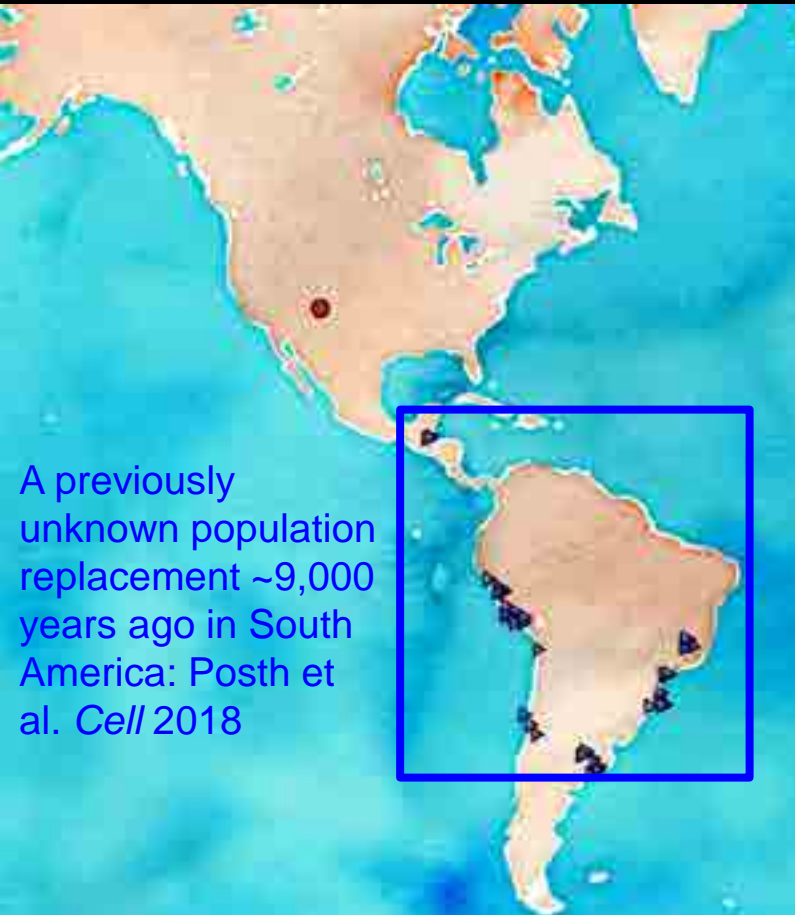 A previously
unknown population
replacement ~9,000
years ago in South
America: Posth et
al. Cell 2018